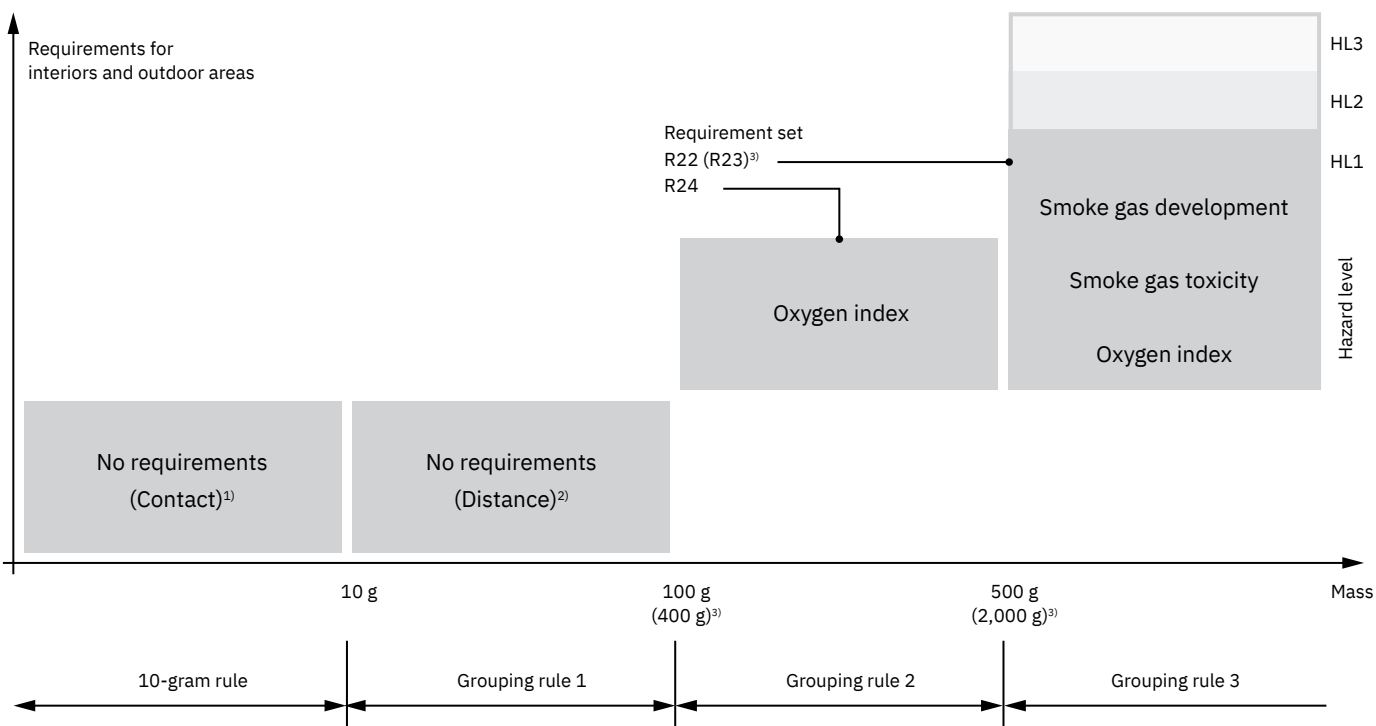 Requirements for
interiors and outdoor areas
HL3
HL2
HL1
Hazard level
Requirement set
R22 (R23)3)
R24
Smoke gas development
Smoke gas toxicity
Oxygen index
Oxygen index
No requirements
(Contact)1)
No requirements
(Distance)2)
10 g
100 g
(400 g)3)
500 g
(2,000 g)3)
Mass
10-gram rule
Grouping rule 1
Grouping rule 2
Grouping rule 3